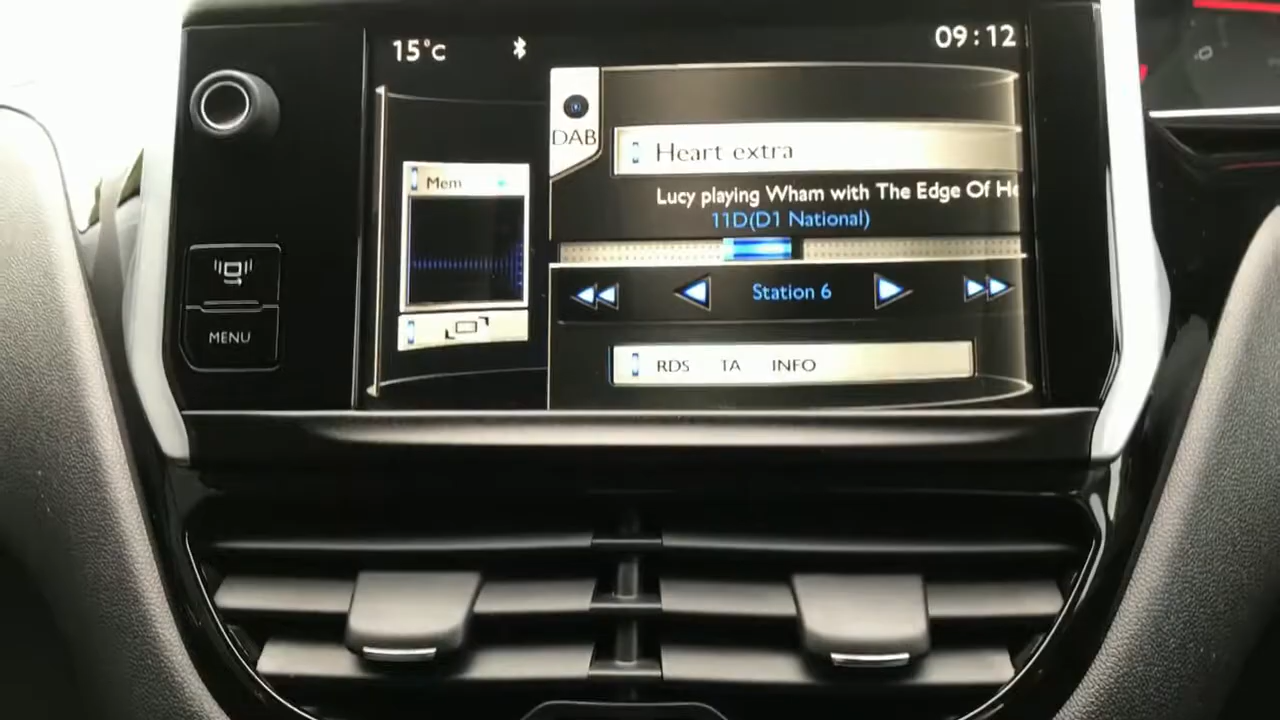 15°C
09:12
DAB
Heart extra
Mem
Lucy playing Wham with The Edge Of
11D(D1 National)
Station 6
MENU
RDS TA INFO
0